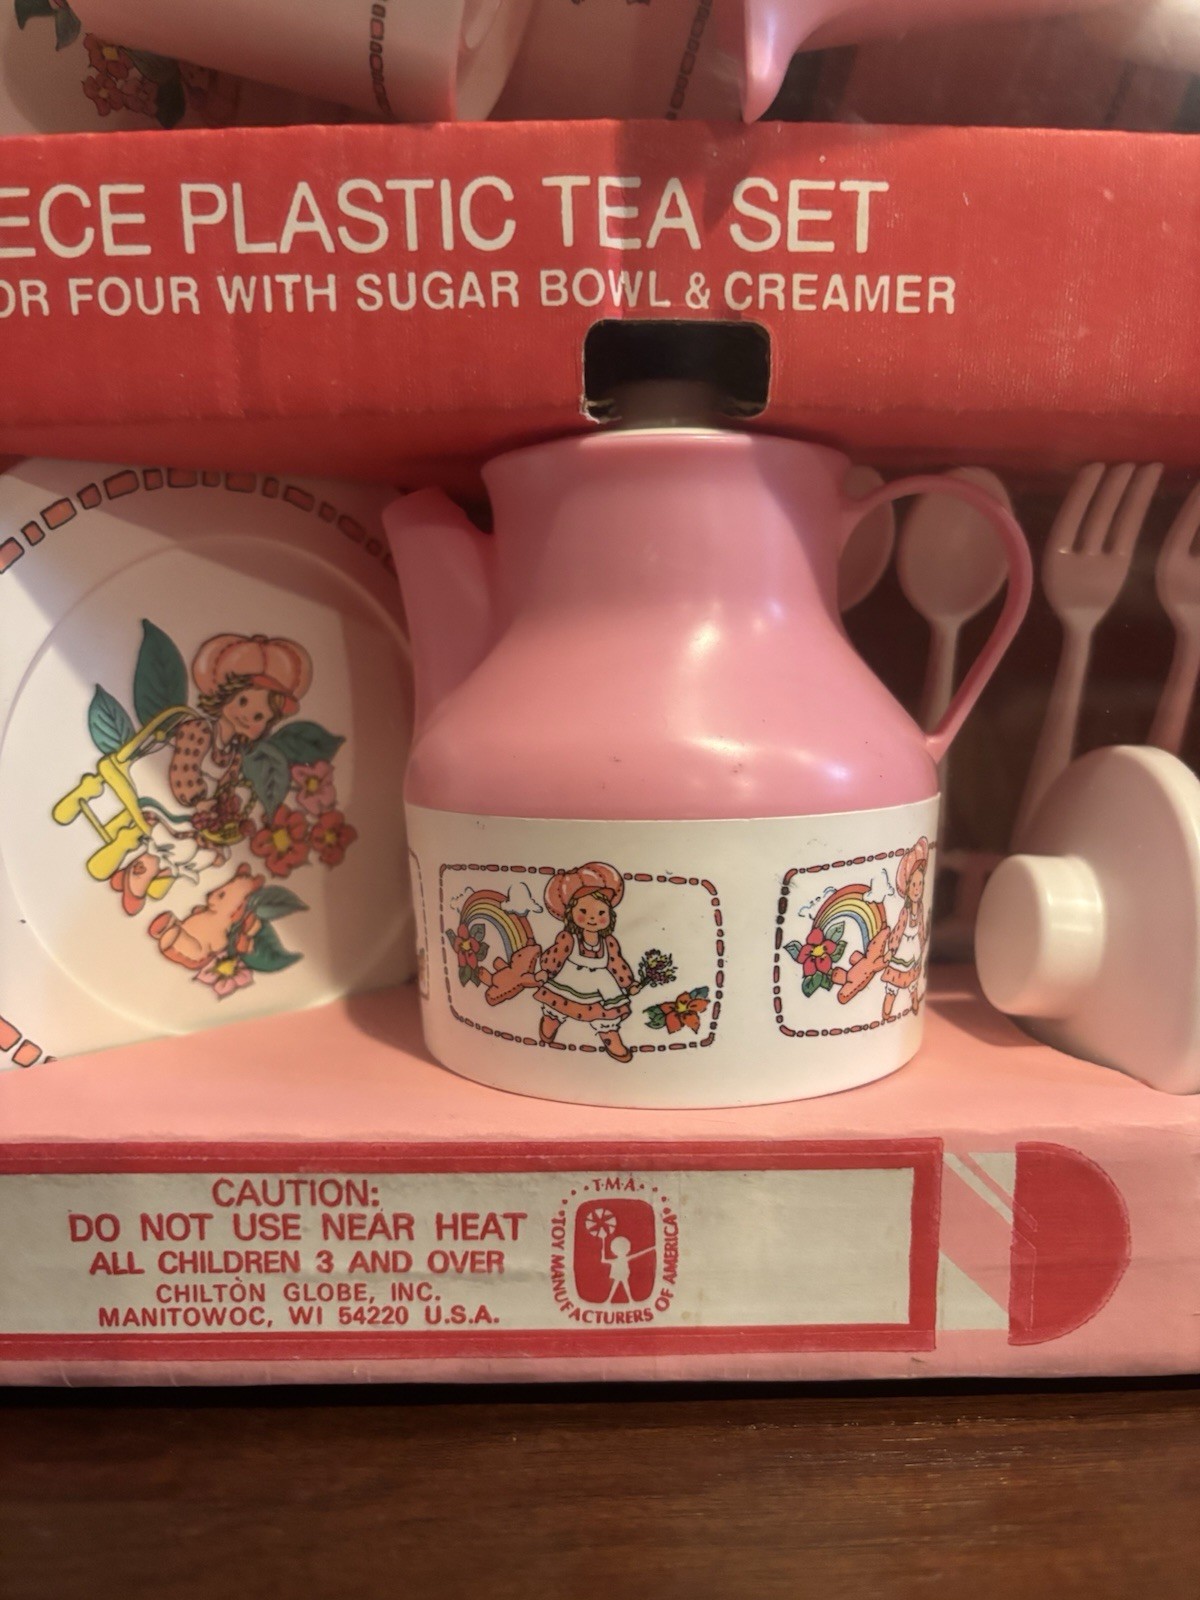 ECE PLASTIC TEA SET
OR FOUR WITH SUGAR BOWL & CREAMER
CAUTION:
DO NOT USE NEAR HEAT
ALL CHILDREN 3 AND OVER
CHILTON GLOBE, INC.
MANITOWOC, WI 54220 U.S.A.
T·M·A·
TOY MANUFACTURERS OF AMERICA